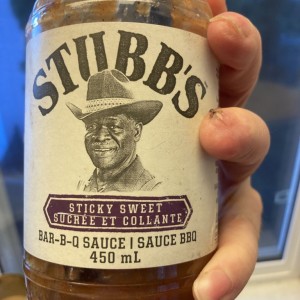 STUBB'S
STICKY SWEET
SUCRÉE ET COLLANTE
BAR-B-Q SAUCE | SAUCE BBQ
450 mL